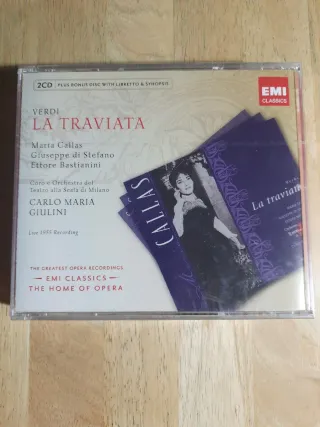 2CD PLUS BONUS DISC WITH LIBRETTO & SYNOPSIS
EMI
CLASSICS
VERDI
LA TRAVIATA
Maria Callas
Giuseppe di Stefano
Ettore Bastianini
Coro e Orchestra del
Teatro alla Scala di Milano
CARLO MARIA
GIULINI
Live 1955 Recording
THE GREATEST OPERA RECORDINGS
EMI CLASSICS
THE HOME OF OPERA
CALLAS
La traviata